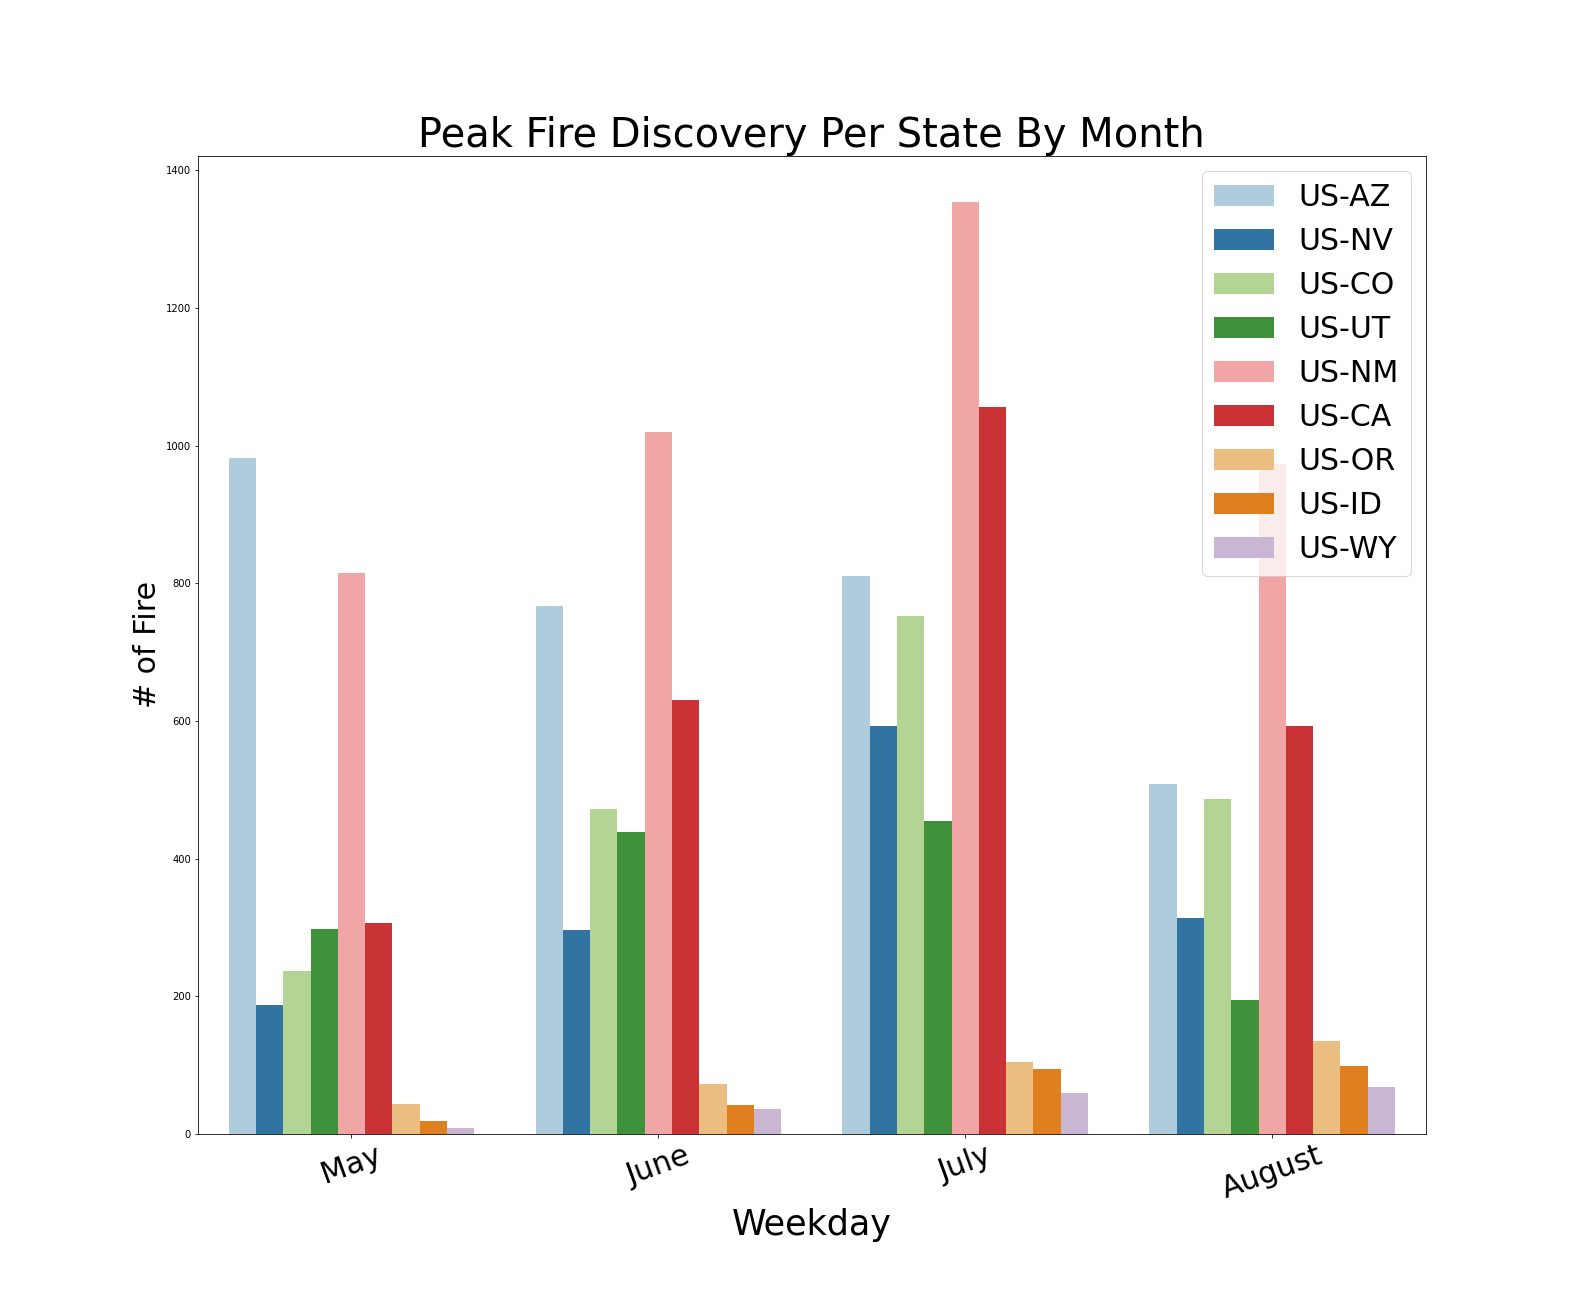 Peak Fire Discovery Per State By Month
1400
1200
1000
800
600
400
200
0
# of Fire
US-AZ
US-NV
US-CO
US-UT
US-NM
US-CA
US-OR
US-ID
US-WY
May
June
July
August
Weekday